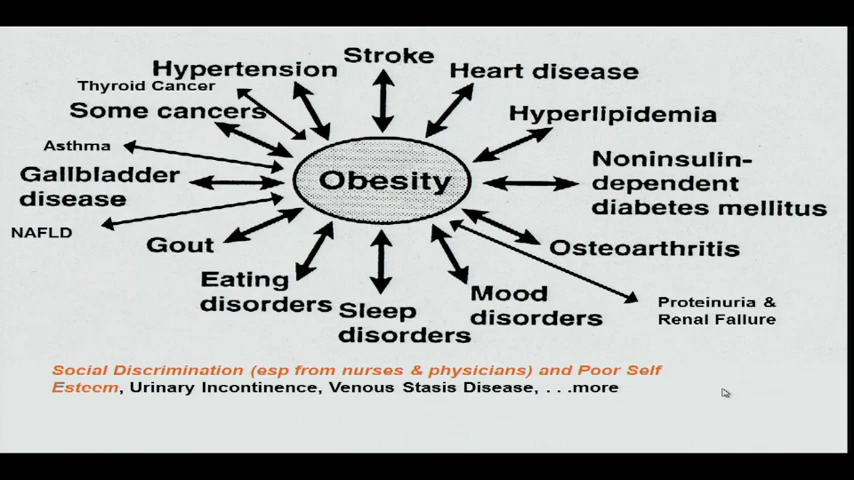 Stroke
Hypertension
Heart disease
Thyroid Cancer
Some cancers
Hyperlipidemia
Asthma
Noninsulin-
dependent
diabetes mellitus
Gallbladder
disease
Obesity
NAFLD
Gout
Osteoarthritis
Eating
disorders
Sleep
disorders
Mood
disorders
Proteinuria &
Renal Failure
Social Discrimination (esp from nurses & physicians) and Poor Self
Esteem, Urinary Incontinence, Venous Stasis Disease, . . .more